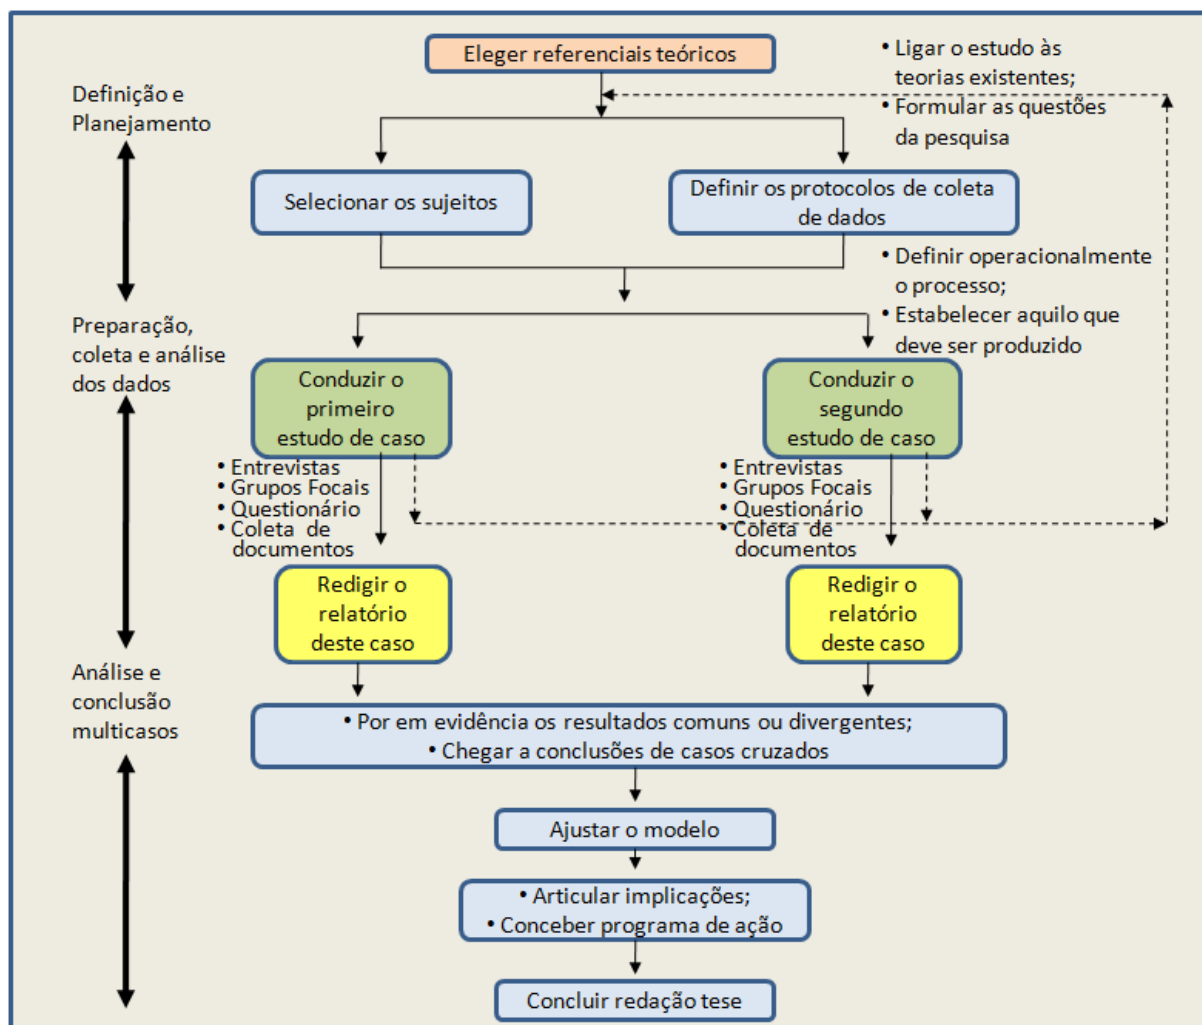 Eleger referenciais teóricos
• Ligar o estudo às
teorias existentes;
• Formular as questões
da pesquisa
Definição e
Planejamento
Selecionar os sujeitos
Definir os protocolos de coleta
de dados
• Definir operacionalmente
o processo;
• Estabelecer aquilo que
deve ser produzido
Preparação,
coleta e análise
dos dados
Conduzir o
primeiro
estudo de caso
Conduzir o
segundo
estudo de caso
• Entrevistas
• Grupos Focais
• Questionário
• Coleta de
documentos
• Entrevistas
• Grupos Focais
• Questionário
• Coleta de
documentos
Redigir o
relatório
deste caso
Redigir o
relatório
deste caso
Análise e
conclusão
multicasos
• Por em evidência os resultados comuns ou divergentes;
• Chegar a conclusões de casos cruzados
Ajustar o modelo
• Articular implicações;
• Conceber programa de ação
Concluir redação tese